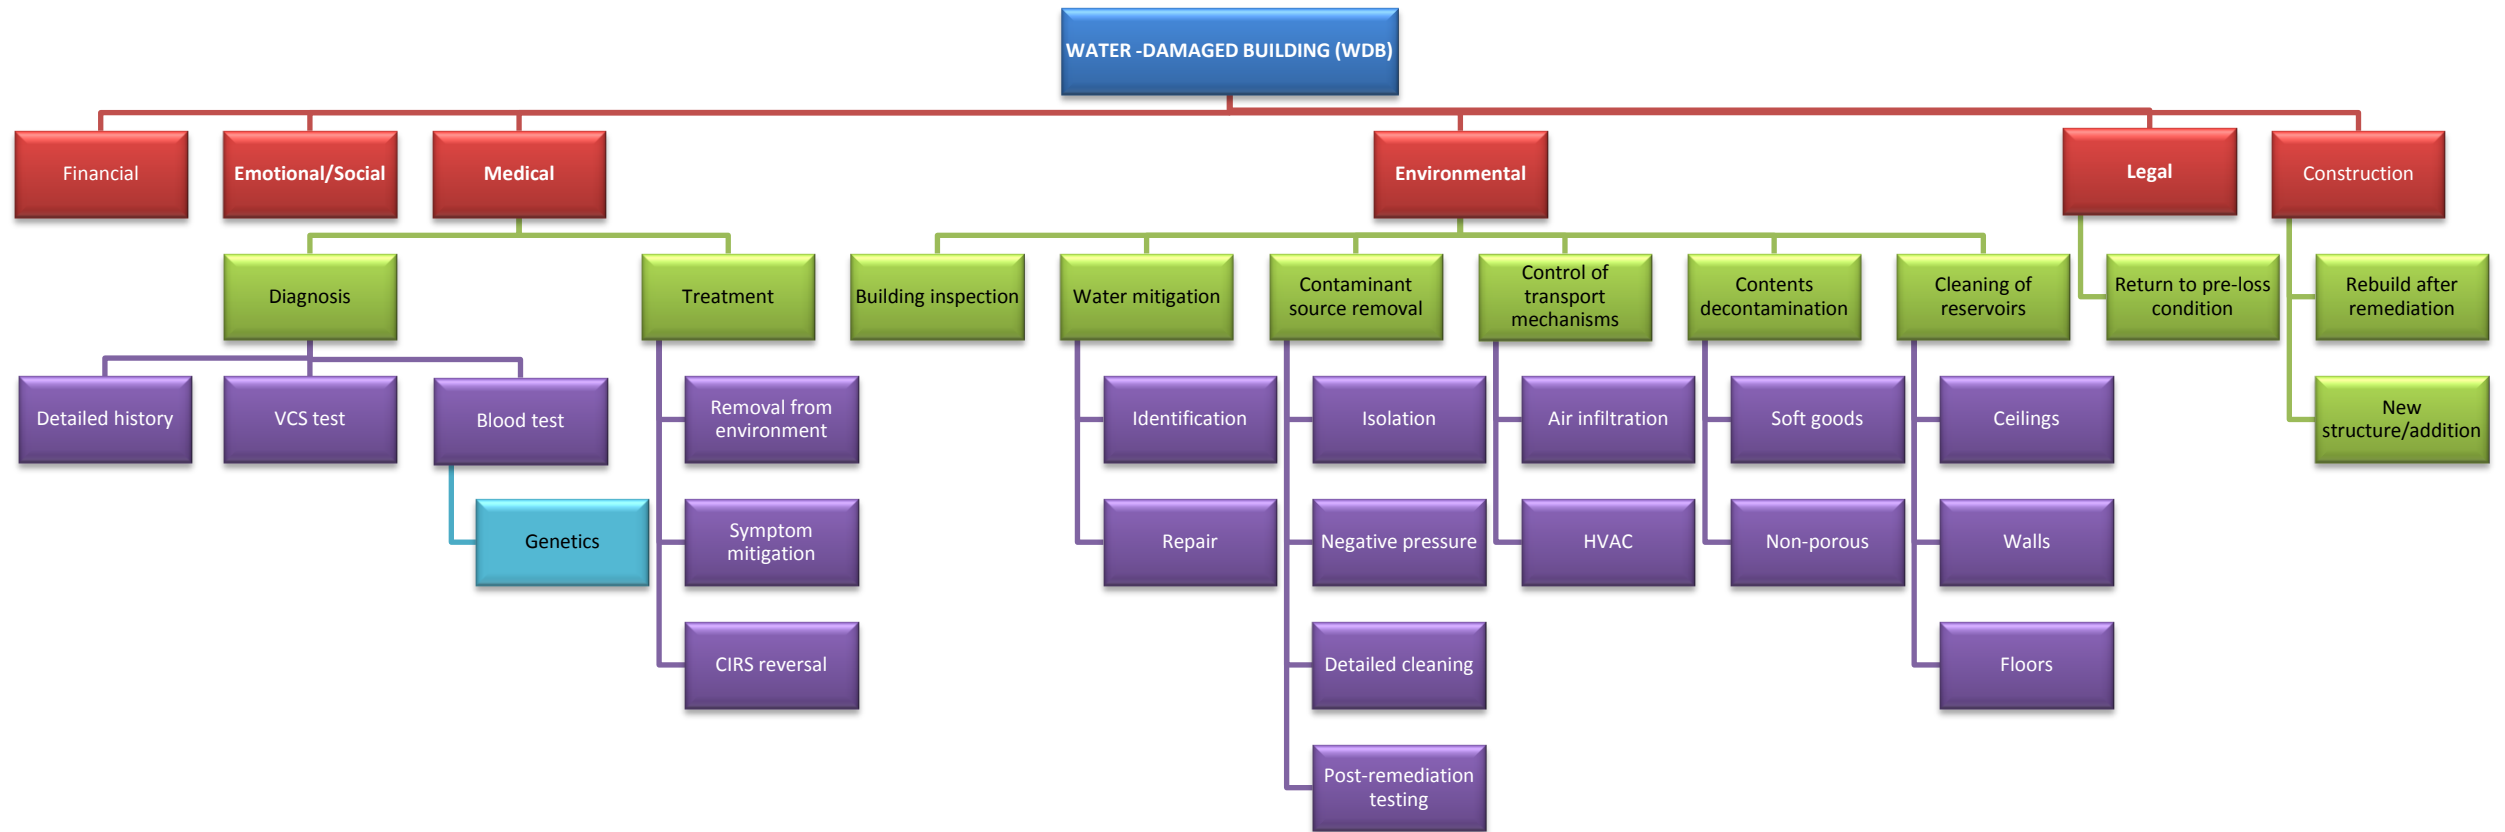 WATER -DAMAGED BUILDING (WDB)
Financial
Emotional/Social
Medical
Environmental
Legal
Construction
Diagnosis
Treatment
Building inspection
Water mitigation
Contaminant
source removal
Control of
transport
mechanisms
Contents
decontamination
Cleaning of
reservoirs
Return to pre-loss
condition
Rebuild after
remediation
Detailed history
VCS test
Blood test
Removal from
environment
Identification
Isolation
Air infiltration
Soft goods
Ceilings
New
structure/addition
Genetics
Symptom
mitigation
Repair
Negative pressure
HVAC
Non-porous
Walls
CIRS reversal
Detailed cleaning
Floors
Post-remediation
testing